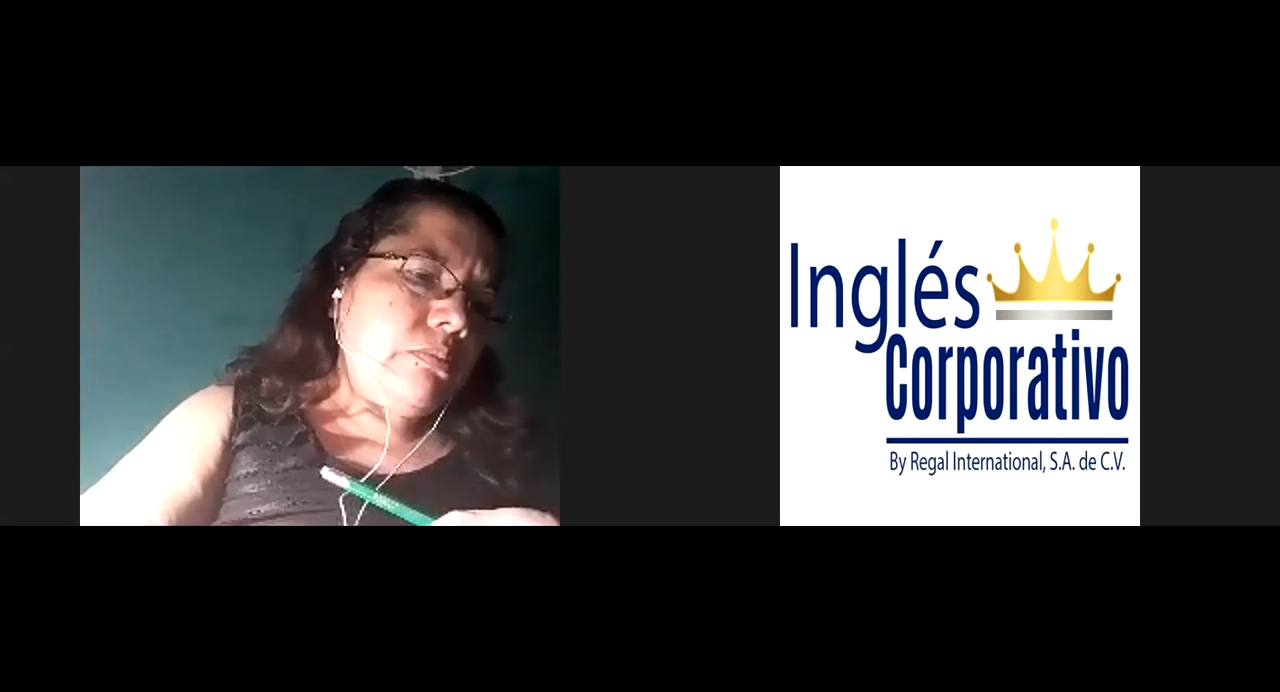 Inglés
Corporativo
By Regal International, S.A. de C.V.